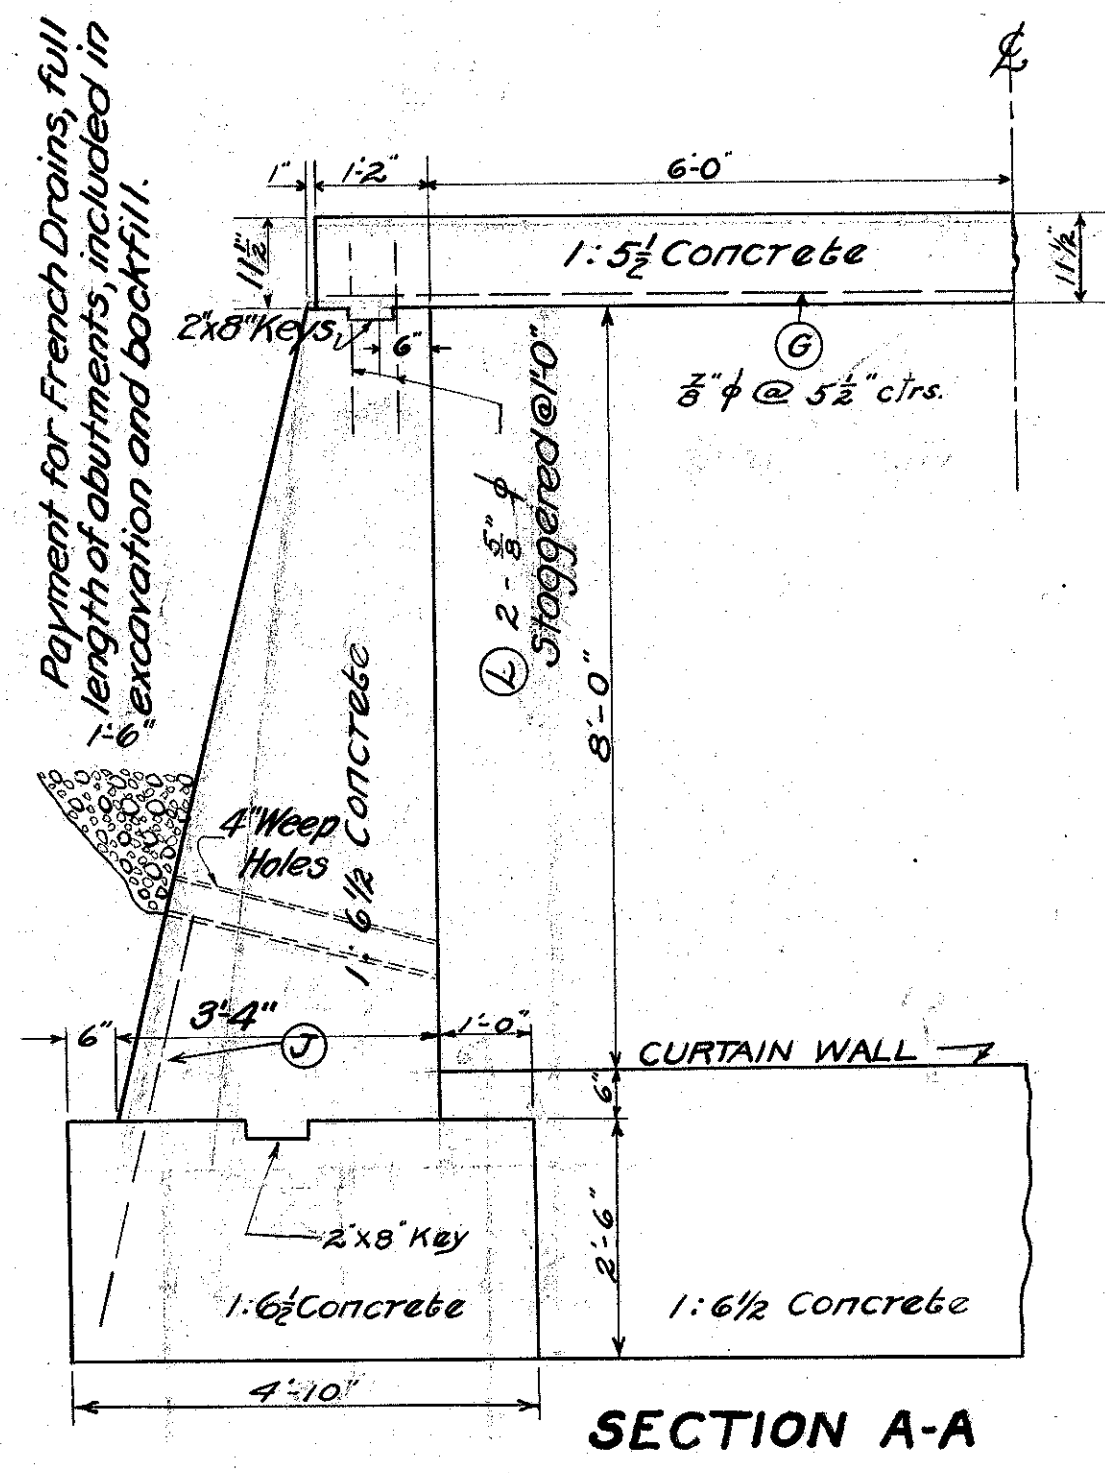 Payment for French Drains, full
length of abutments, included in
excavation and backfill.
℄
1"
1'-2"
6'-0"
11½"
1:5½ Concrete
11½"
2"x8" Keys
6"
G
⅞" ϕ @ 5½" ctrs.
L 2-⅝" ϕ
Staggered @ 1'-0"
8'-0"
1'-6"
1:6½ Concrete
4" Weep
Holes
6"
3'-4"
1'-0"
J
CURTAIN WALL
6"
2"x8" Key
2'-6"
1:6½ Concrete
1:6½ Concrete
4'-10"
SECTION A-A